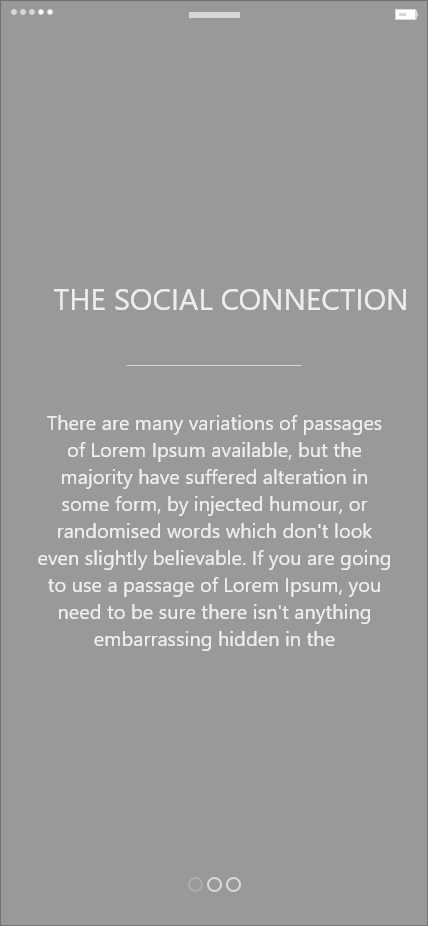 THE SOCIAL CONNECTION
There are many variations of passages
of Lorem Ipsum available, but the
majority have suffered alteration in
some form, by injected humour, or
randomised words which don't look
even slightly believable. If you are going
to use a passage of Lorem Ipsum, you
need to be sure there isn't anything
embarrassing hidden in the